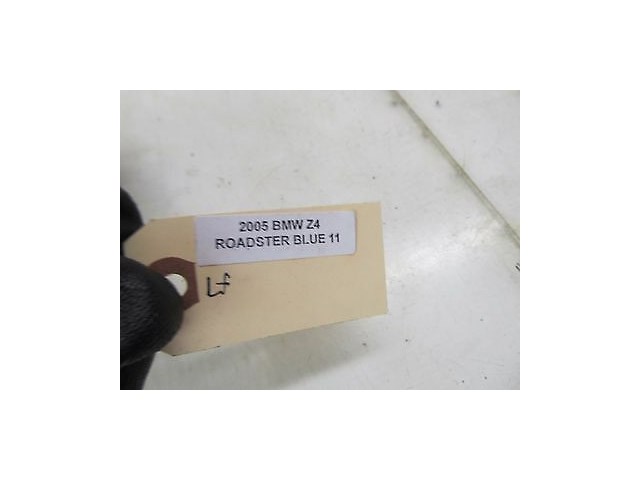 2005 BMW Z4
ROADSTER BLUE 11
Lf